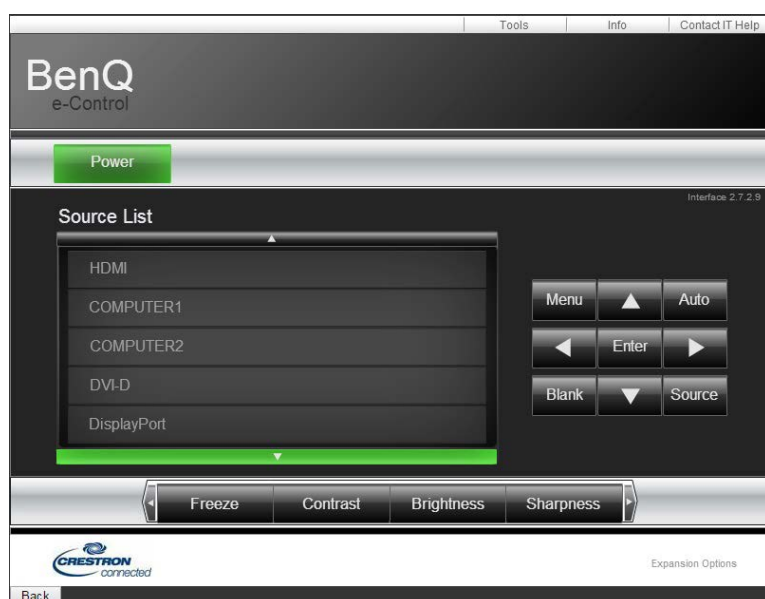 Tools Info Contact IT Help
BenQ
e-Control
Power
Interface 2.7.2.9
Source List
HDMI
COMPUTER1
COMPUTER2
DVI-D
DisplayPort
Menu Auto
Enter
Blank Source
Freeze Contrast Brightness Sharpness
CRESTRON
connected
Expansion Options
Back